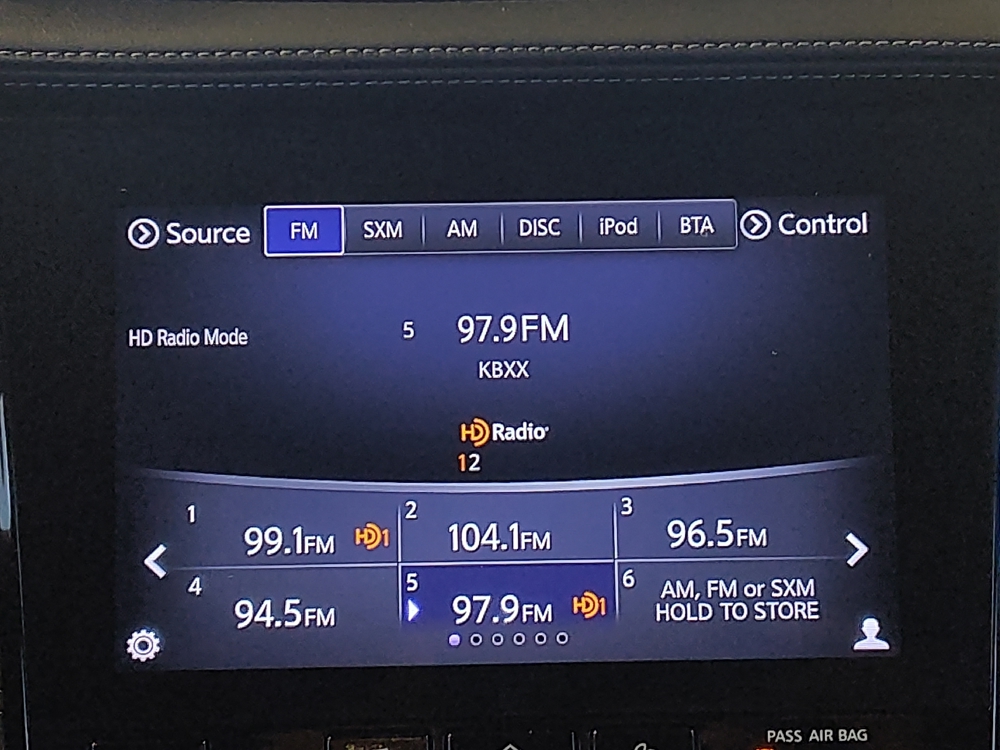 Source FM SXM AM DISC iPod BTA Control
HD Radio Mode 5 97.9FM
KBXX
HD Radio
12
1 99.1FM HD1 2 104.1FM 3 96.5FM
4 94.5FM 5 97.9FM HD1 6 AM, FM or SXM
HOLD TO STORE
PASS AIR BAG